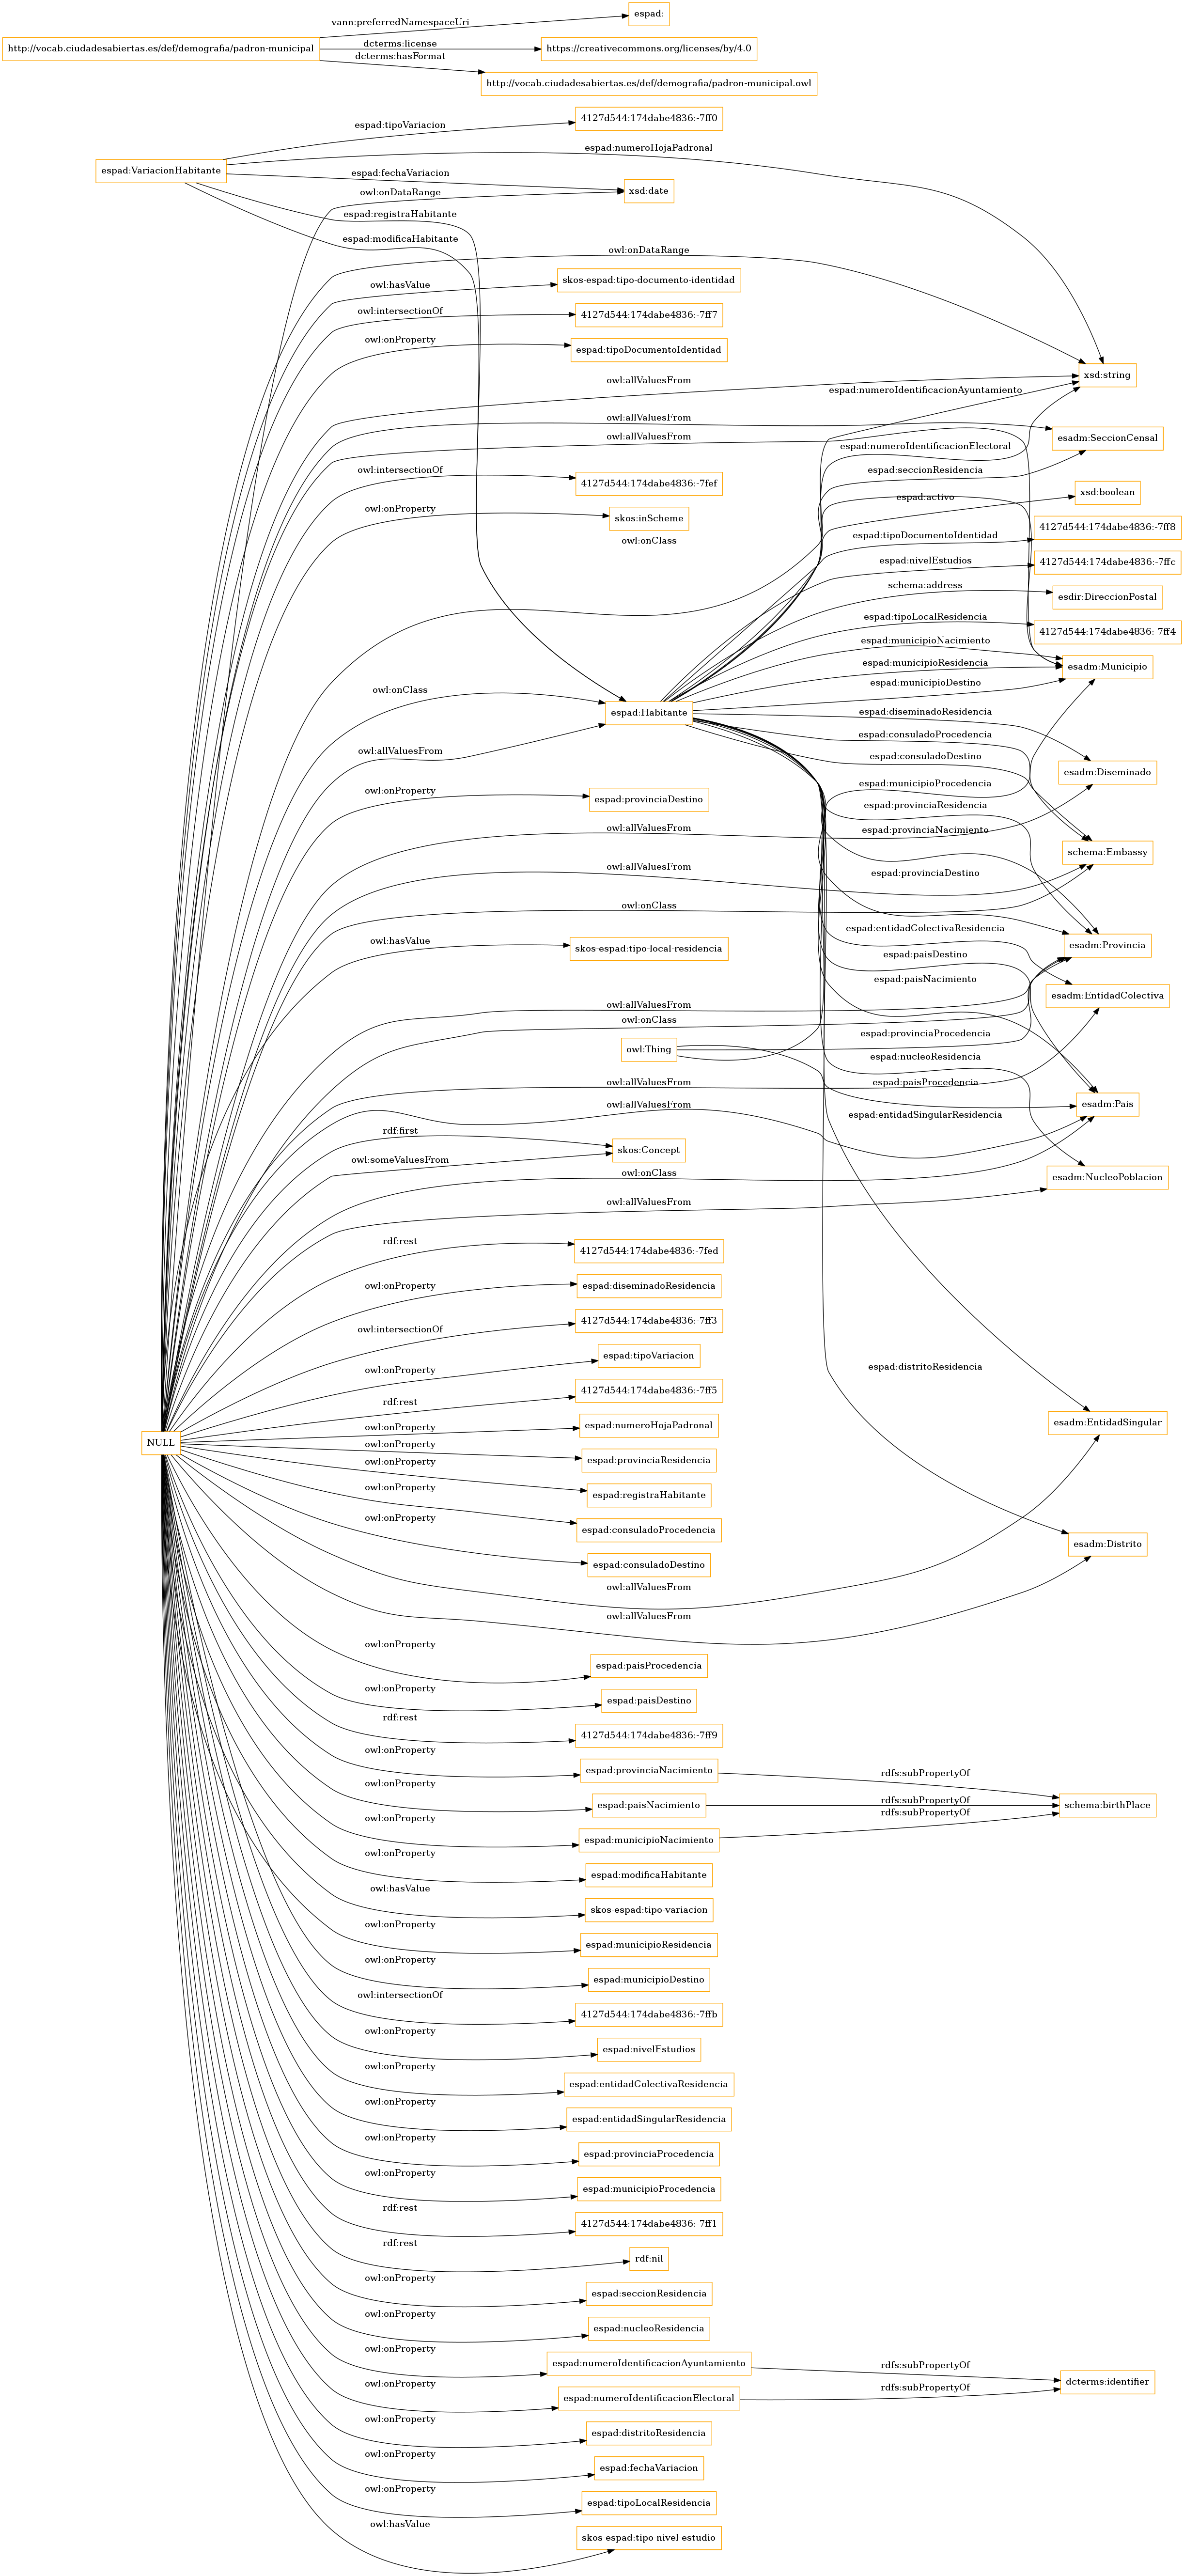 espad:
vann:preferredNamespaceUri
http://vocab.ciudadesabiertas.es/def/demografia/padron-municipal
dcterms:license
https://creativecommons.org/licenses/by/4.0
dcterms:hasFormat
http://vocab.ciudadesabiertas.es/def/demografia/padron-municipal.owl
4127d544:174dabe4836:-7ff0
espad:tipoVariacion
espad:numeroHojaPadronal
espad:VariacionHabitante
espad:fechaVariacion
xsd:date
owl:onDataRange
espad:registraHabitante
espad:modificaHabitante
owl:onDataRange
skos-espad:tipo-documento-identidad
owl:hasValue
owl:intersectionOf
4127d544:174dabe4836:-7ff7
owl:onProperty
espad:tipoDocumentoIdentidad
xsd:string
owl:allValuesFrom
espad:numeroIdentificacionAyuntamiento
owl:allValuesFrom
esadm:SeccionCensal
owl:allValuesFrom
espad:numeroIdentificacionElectoral
owl:intersectionOf
espad:seccionResidencia
4127d544:174dabe4836:-7fef
xsd:boolean
espad:activo
owl:onProperty
skos:inScheme
4127d544:174dabe4836:-7ff8
espad:tipoDocumentoIdentidad
owl:onClass
espad:nivelEstudios
4127d544:174dabe4836:-7ffc
schema:address
esdir:DireccionPostal
espad:tipoLocalResidencia
4127d544:174dabe4836:-7ff4
espad:municipioNacimiento
espad:municipioResidencia
esadm:Municipio
espad:municipioDestino
owl:onClass
espad:Habitante
espad:diseminadoResidencia
espad:consuladoProcedencia
owl:allValuesFrom
espad:consuladoDestino
esadm:Diseminado
owl:onProperty
espad:provinciaDestino
espad:municipioProcedencia
espad:provinciaResidencia
owl:allValuesFrom
espad:provinciaNacimiento
schema:Embassy
owl:allValuesFrom
espad:provinciaDestino
owl:onClass
espad:entidadColectivaResidencia
owl:hasValue
skos-espad:tipo-local-residencia
esadm:Provincia
espad:paisDestino
espad:paisNacimiento
esadm:EntidadColectiva
owl:allValuesFrom
owl:onClass
espad:provinciaProcedencia
owl:Thing
espad:nucleoResidencia
owl:allValuesFrom
espad:paisProcedencia
owl:allValuesFrom
esadm:Pais
espad:entidadSingularResidencia
rdf:first
skos:Concept
owl:someValuesFrom
owl:onClass
esadm:NucleoPoblacion
owl:allValuesFrom
rdf:rest
4127d544:174dabe4836:-7fed
owl:onProperty
espad:diseminadoResidencia
owl:intersectionOf
4127d544:174dabe4836:-7ff3
owl:onProperty
espad:tipoVariacion
espad:distritoResidencia
rdf:rest
4127d544:174dabe4836:-7ff5
owl:onProperty
espad:numeroHojaPadronal
esadm:EntidadSingular
NULL
owl:onProperty
espad:provinciaResidencia
owl:onProperty
espad:registraHabitante
owl:onProperty
espad:consuladoProcedencia
owl:onProperty
espad:consuladoDestino
esadm:Distrito
owl:allValuesFrom
owl:allValuesFrom
owl:onProperty
espad:paisProcedencia
owl:onProperty
espad:paisDestino
rdf:rest
4127d544:174dabe4836:-7ff9
owl:onProperty
espad:provinciaNacimiento
rdfs:subPropertyOf
owl:onProperty
espad:paisNacimiento
rdfs:subPropertyOf
schema:birthPlace
owl:onProperty
espad:municipioNacimiento
rdfs:subPropertyOf
owl:onProperty
espad:modificaHabitante
owl:hasValue
skos-espad:tipo-variacion
owl:onProperty
espad:municipioResidencia
owl:onProperty
espad:municipioDestino
owl:intersectionOf
4127d544:174dabe4836:-7ffb
owl:onProperty
espad:nivelEstudios
owl:onProperty
espad:entidadColectivaResidencia
owl:onProperty
espad:entidadSingularResidencia
owl:onProperty
espad:provinciaProcedencia
owl:onProperty
espad:municipioProcedencia
rdf:rest
4127d544:174dabe4836:-7ff1
rdf:rest
rdf:nil
owl:onProperty
espad:seccionResidencia
owl:onProperty
espad:nucleoResidencia
owl:onProperty
espad:numeroIdentificacionAyuntamiento
rdfs:subPropertyOf
dcterms:identifier
owl:onProperty
espad:numeroIdentificacionElectoral
rdfs:subPropertyOf
owl:onProperty
espad:distritoResidencia
owl:onProperty
espad:fechaVariacion
owl:onProperty
espad:tipoLocalResidencia
owl:hasValue
skos-espad:tipo-nivel-estudio